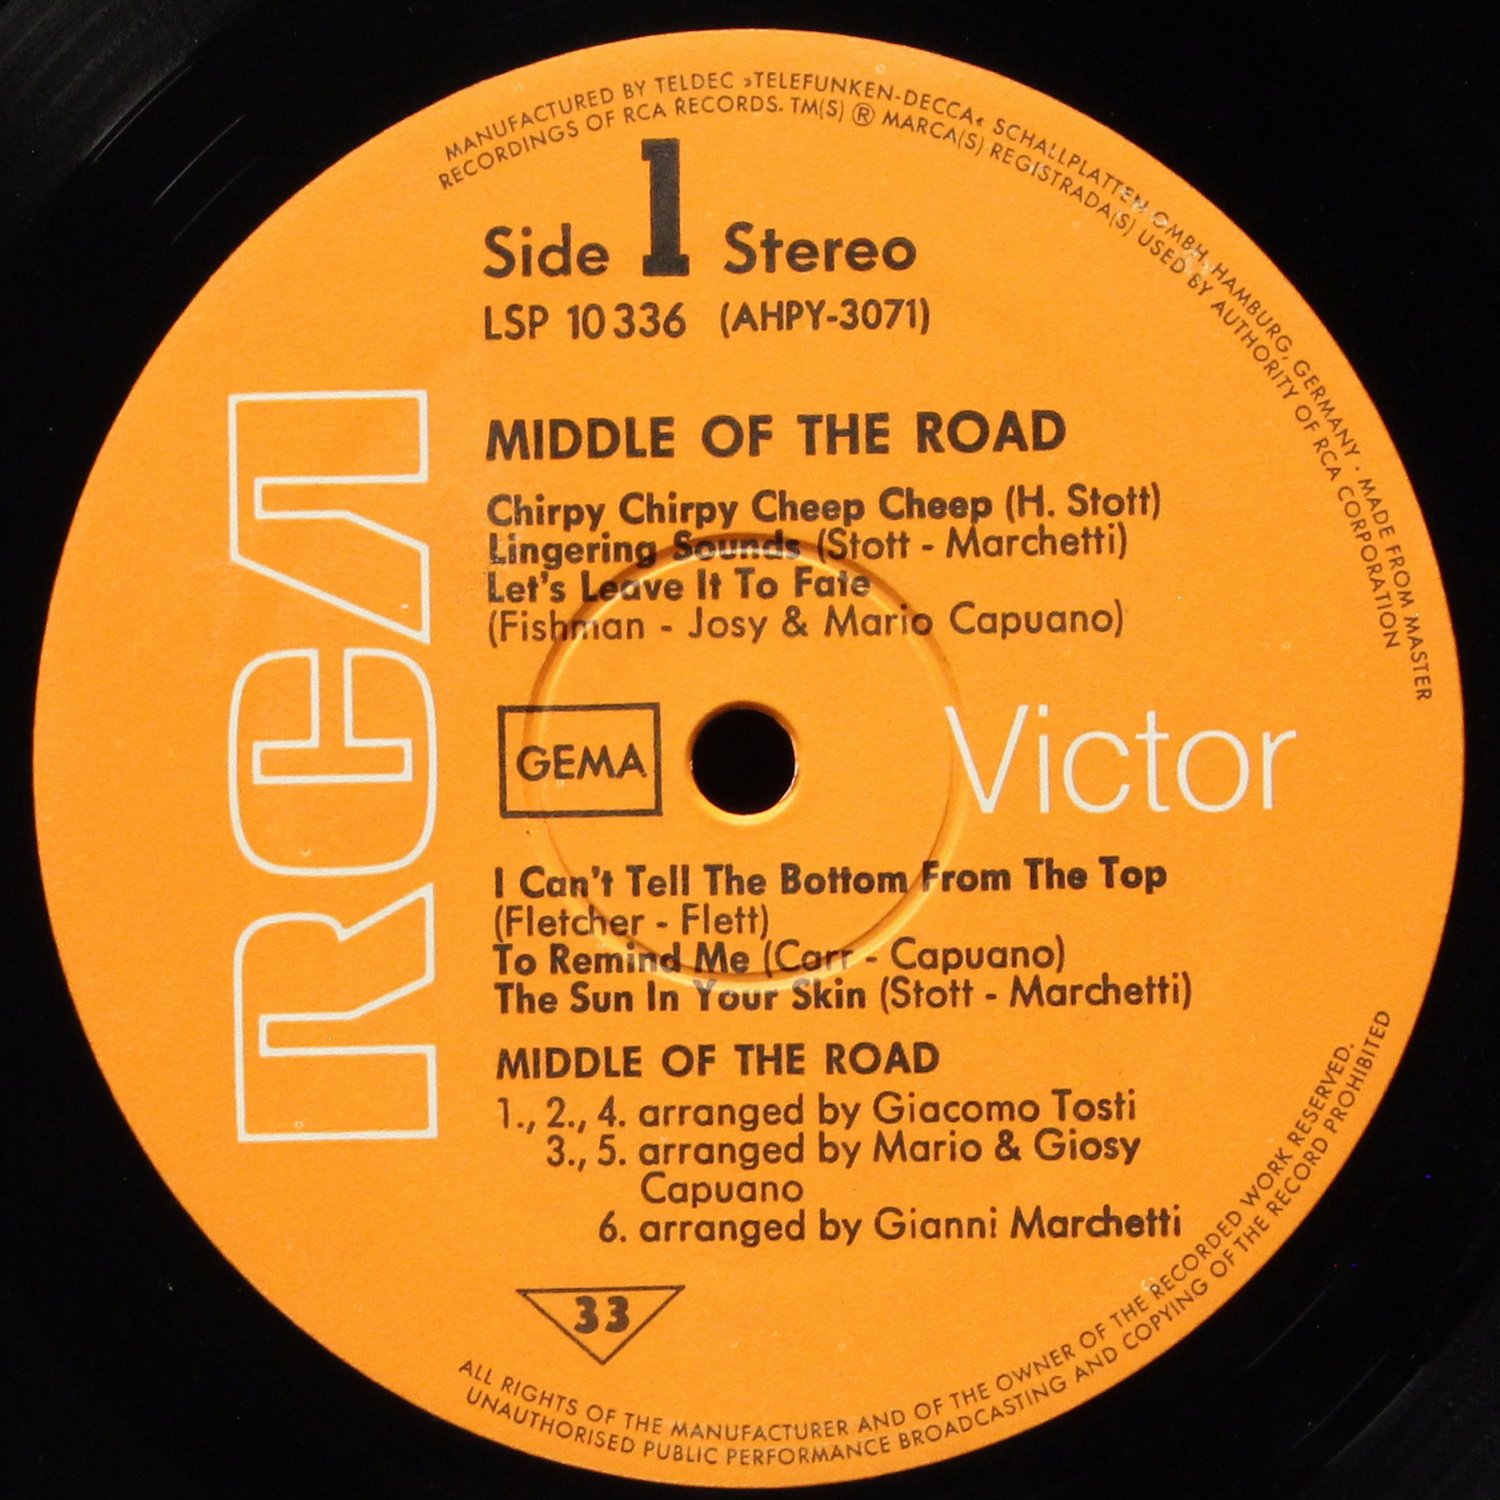 MANUFACTURED BY TELDEC »TELEFUNKEN-DECCA« SCHALLPLATTEN GMBH, HAMBURG, GERMANY · MADE FROM MASTER
RECORDINGS OF RCA RECORDS. TM(S) ® MARCA(S) REGISTRADA(S) USED BY AUTHORITY OF RCA CORPORATION
Side 1 Stereo
LSP 10336 (AHPY-3071)
RCA
MIDDLE OF THE ROAD
Chirpy Chirpy Cheep Cheep (H. Stott)
Lingering Sounds (Stott - Marchetti)
Let's Leave It To Fate
(Fishman - Josy & Mario Capuano)
GEMA
Victor
I Can't Tell The Bottom From The Top
(Fletcher - Flett)
To Remind Me (Carr - Capuano)
The Sun In Your Skin (Stott - Marchetti)
MIDDLE OF THE ROAD
1., 2., 4. arranged by Giacomo Tosti
3., 5. arranged by Mario & Giosy
Capuano
6. arranged by Gianni Marchetti
33
ALL RIGHTS OF THE MANUFACTURER AND OF THE OWNER OF THE RECORDED WORK RESERVED.
UNAUTHORISED PUBLIC PERFORMANCE BROADCASTING AND COPYING OF THE RECORD PROHIBITED